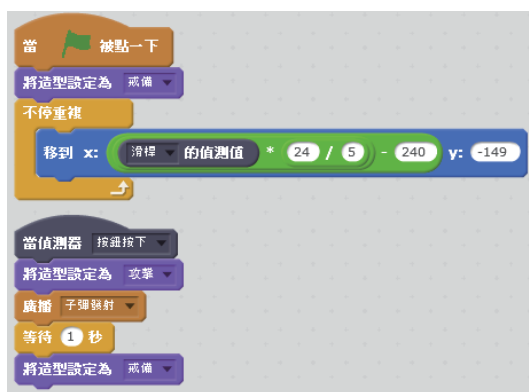 當 被點一下
將造型設定為 戒備
不停重複
移到 x: 滑桿 的偵測值 * 24 / 5 - 240 y: -149
當偵測器 按鈕按下
將造型設定為 攻擊
廣播 子彈發射
等待 1 秒
將造型設定為 戒備